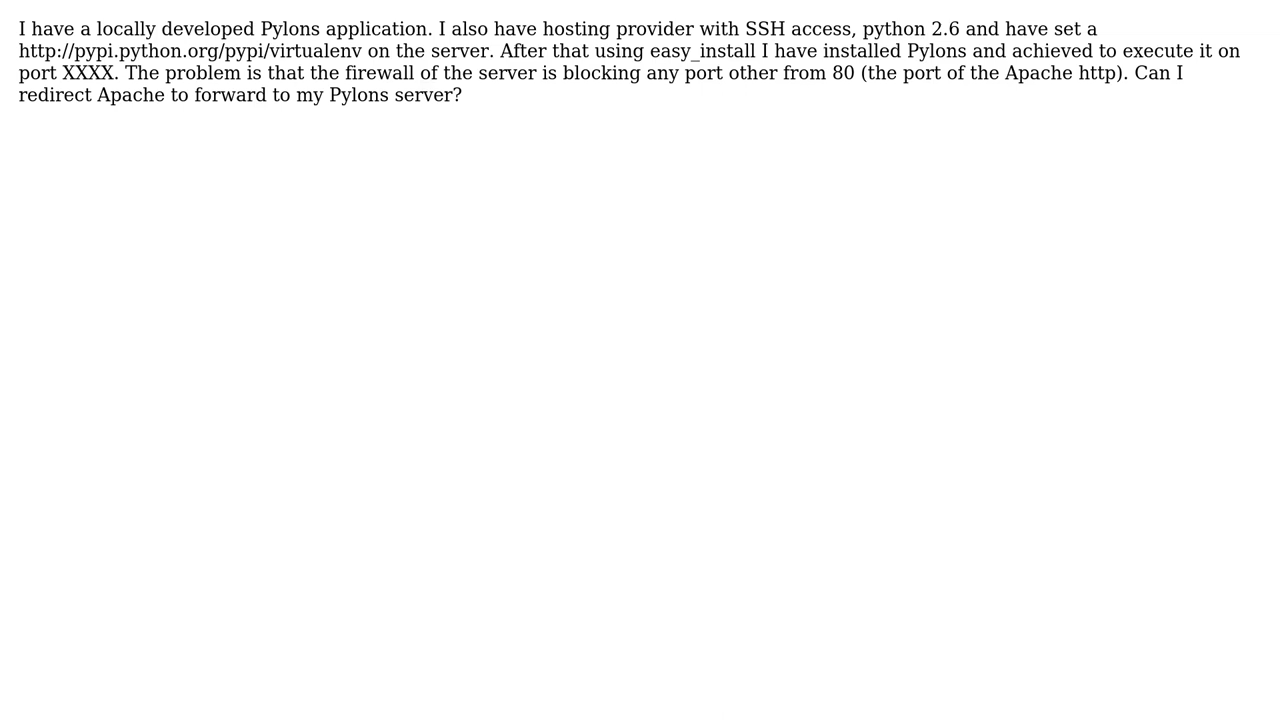 I have a locally developed Pylons application. I also have hosting provider with SSH access, python 2.6 and have set a
http://pypi.python.org/pypi/virtualenv on the server. After that using easy_install I have installed Pylons and achieved to execute it on
port XXXX. The problem is that the firewall of the server is blocking any port other from 80 (the port of the Apache http). Can I
redirect Apache to forward to my Pylons server?